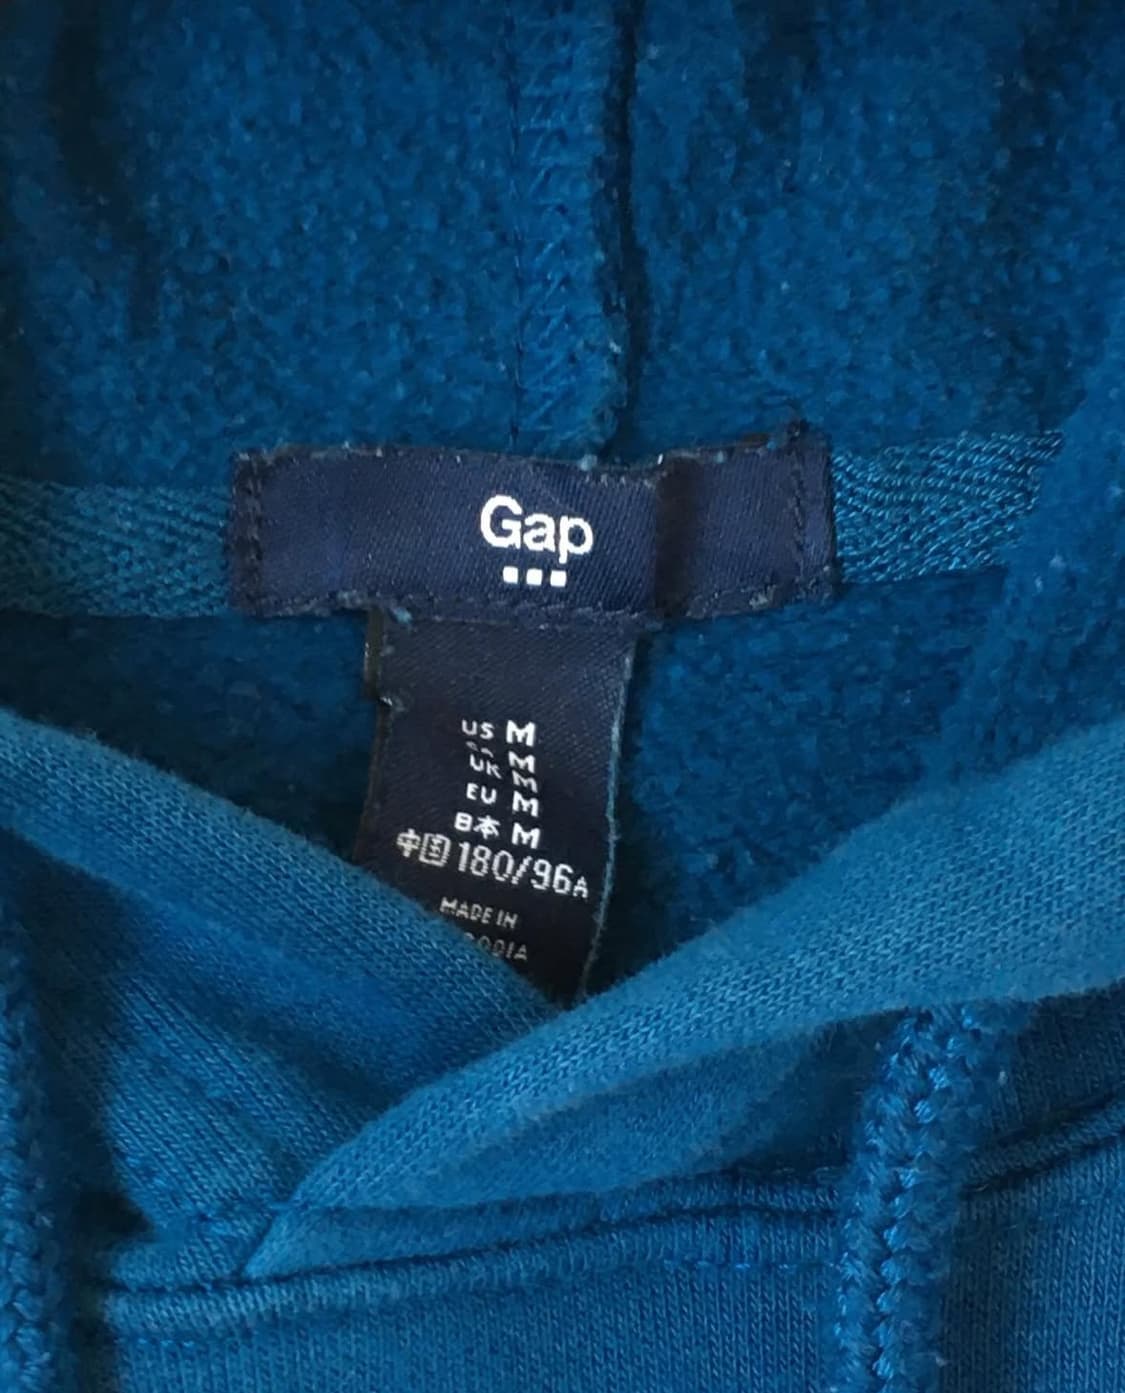 Gap
US M
M
UK M
EU M
日本 M
中国 180/96A
MADE IN